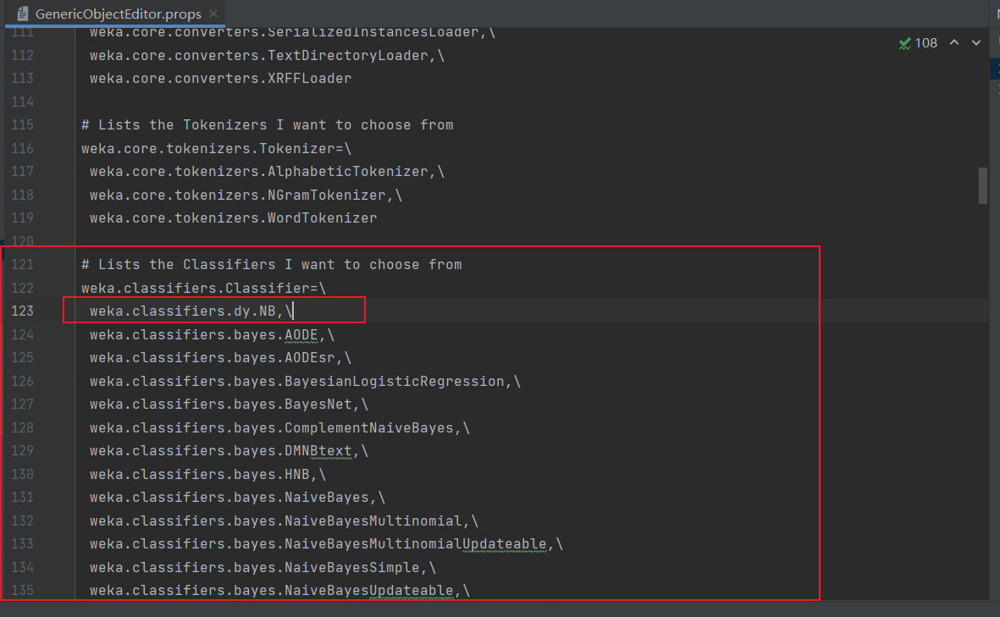 GenericObjectEditor.props
108
111 weka.core.converters.SerializedInstancesLoader,\
112 weka.core.converters.TextDirectoryLoader,\
113 weka.core.converters.XRFFLoader
114
115 # Lists the Tokenizers I want to choose from
116 weka.core.tokenizers.Tokenizer=\
117 weka.core.tokenizers.AlphabeticTokenizer,\
118 weka.core.tokenizers.NGramTokenizer,\
119 weka.core.tokenizers.WordTokenizer
120
121 # Lists the Classifiers I want to choose from
122 weka.classifiers.Classifier=\
123 weka.classifiers.dy.NB,\
124 weka.classifiers.bayes.AODE,\
125 weka.classifiers.bayes.AODEsr,\
126 weka.classifiers.bayes.BayesianLogisticRegression,\
127 weka.classifiers.bayes.BayesNet,\
128 weka.classifiers.bayes.ComplementNaiveBayes,\
129 weka.classifiers.bayes.DMNBtext,\
130 weka.classifiers.bayes.HNB,\
131 weka.classifiers.bayes.NaiveBayes,\
132 weka.classifiers.bayes.NaiveBayesMultinomial,\
133 weka.classifiers.bayes.NaiveBayesMultinomialUpdateable,\
134 weka.classifiers.bayes.NaiveBayesSimple,\
135 weka.classifiers.bayes.NaiveBayesUpdateable,\